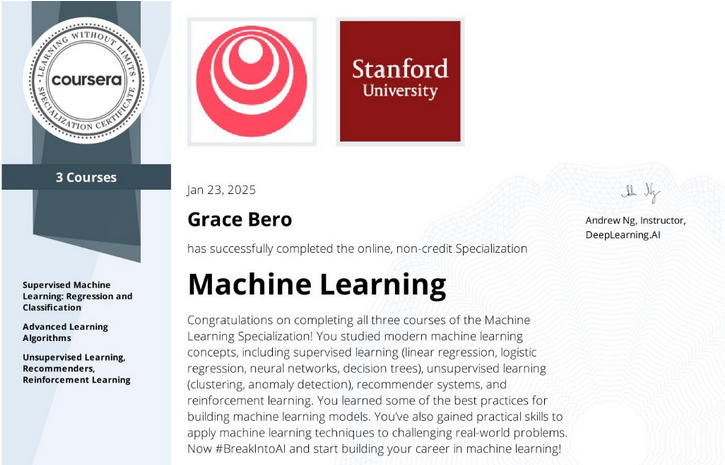 LEARNING WITHOUT LIMITS
coursera
SPECIALIZATION CERTIFICATE
3 Courses
Supervised Machine
Learning: Regression and
Classification
Advanced Learning
Algorithms
Unsupervised Learning,
Recommenders,
Reinforcement Learning
Stanford
University
Jan 23, 2025
Grace Bero
has successfully completed the online, non-credit Specialization
Machine Learning
Congratulations on completing all three courses of the Machine
Learning Specialization! You studied modern machine learning
concepts, including supervised learning (linear regression, logistic
regression, neural networks, decision trees), unsupervised learning
(clustering, anomaly detection), recommender systems, and
reinforcement learning. You learned some of the best practices for
building machine learning models. You’ve also gained practical skills to
apply machine learning techniques to challenging real-world problems.
Now #BreakIntoAI and start building your career in machine learning!
Andrew Ng, Instructor,
DeepLearning.AI